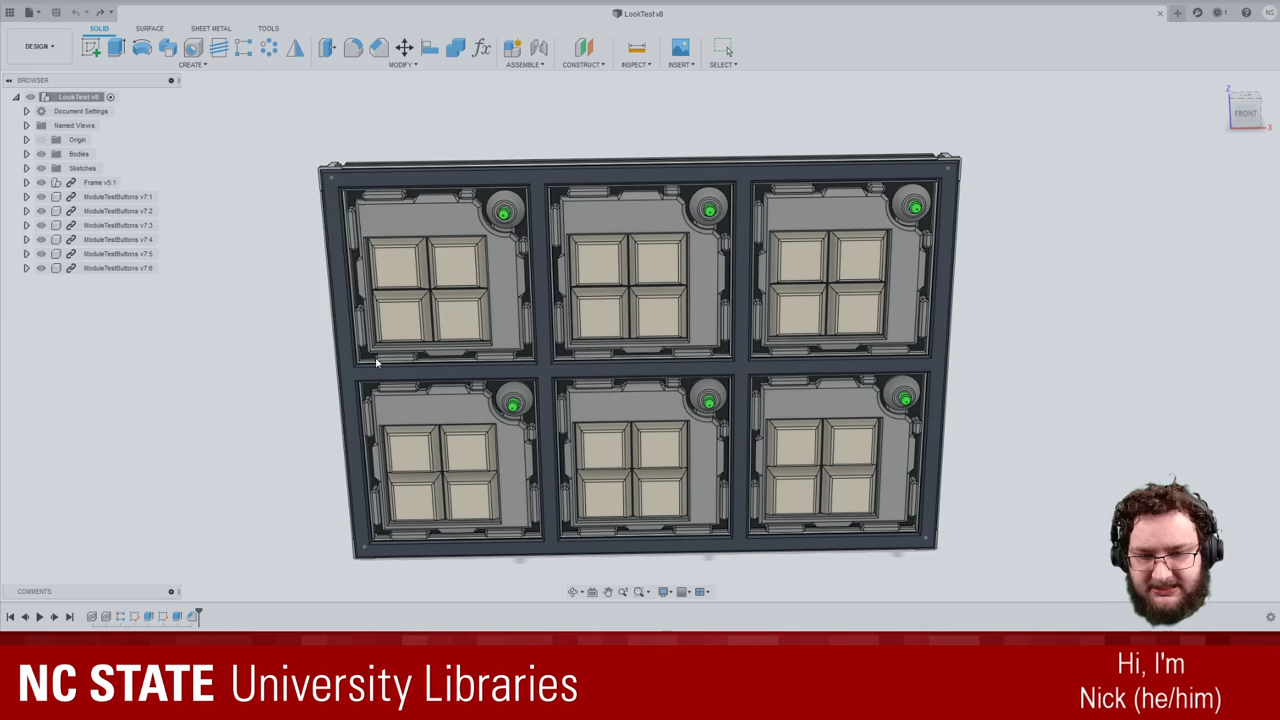 LookTest v8
NS
DESIGN
SOLID
SURFACE
SHEET METAL
TOOLS
fx
CREATE
MODIFY
ASSEMBLE
CONSTRUCT
INSPECT
INSERT
SELECT
BROWSER
LookTest v8
Document Settings
Named Views
Origin
Bodies
Sketches
Frame v5:1
ModuleTestButtons v7:1
ModuleTestButtons v7:2
ModuleTestButtons v7:3
ModuleTestButtons v7:4
ModuleTestButtons v7:5
ModuleTestButtons v7:6
Z
FRONT
X
COMMENTS
NC STATE University Libraries
Hi, I'm
Nick (he/him)